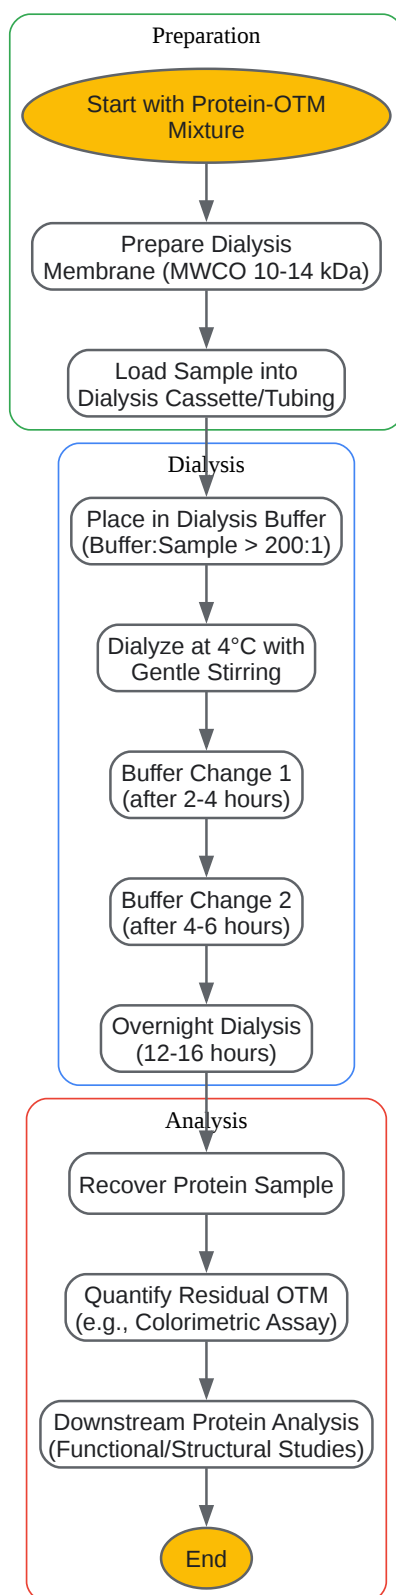 Preparation
Start with Protein-OTM
Mixture
Prepare Dialysis
Membrane (MWCO 10-14 kDa)
Load Sample into
Dialysis Cassette/Tubing
Dialysis
Place in Dialysis Buffer
(Buffer:Sample > 200:1)
Dialyze at 4°C with
Gentle Stirring
Buffer Change 1
(after 2-4 hours)
Buffer Change 2
(after 4-6 hours)
Overnight Dialysis
(12-16 hours)
Analysis
Recover Protein Sample
Quantify Residual OTM
(e.g., Colorimetric Assay)
Downstream Protein Analysis
(Functional/Structural Studies)
End